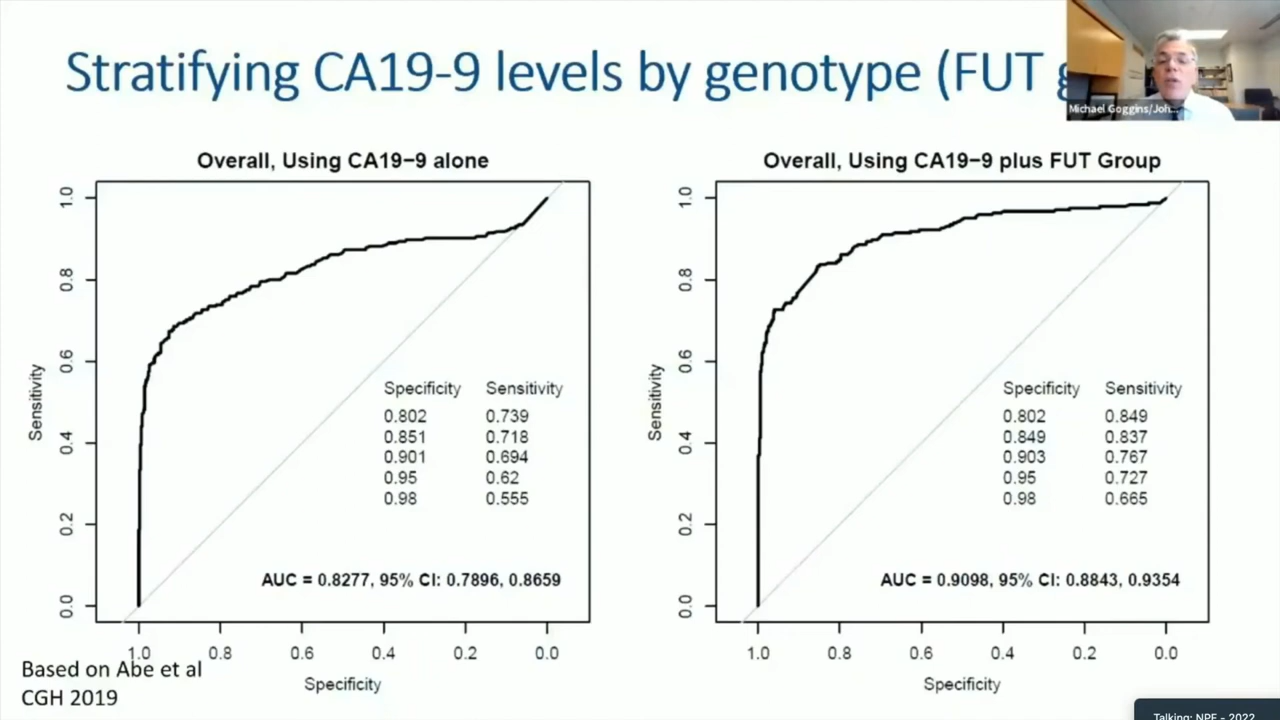 Stratifying CA19-9 levels by genotype (FUT
Michael Goggins/Joh...
Overall, Using CA19−9 alone
Sensitivity
1.0
0.8
0.6
0.4
0.2
0.0
Specificity Sensitivity
0.802 0.739
0.851 0.718
0.901 0.694
0.95 0.62
0.98 0.555
AUC = 0.8277, 95% CI: 0.7896, 0.8659
1.0 0.8 0.6 0.4 0.2 0.0
Specificity
Overall, Using CA19−9 plus FUT Group
Sensitivity
1.0
0.8
0.6
0.4
0.2
0.0
Specificity Sensitivity
0.802 0.849
0.849 0.837
0.903 0.767
0.95 0.727
0.98 0.665
AUC = 0.9098, 95% CI: 0.8843, 0.9354
1.0 0.8 0.6 0.4 0.2 0.0
Specificity
Based on Abe et al
CGH 2019
Talking: NPF - 2022